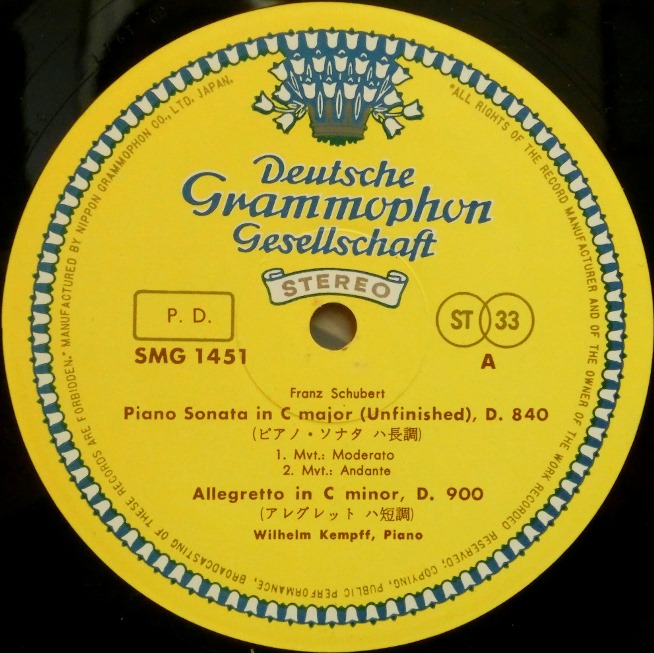 "ALL RIGHTS OF THE RECORD MANUFACTURER AND OF THE OWNER OF THE WORK RECORDED RESERVED; COPYING, PUBLIC PERFORMANCE, BROADCASTING OF THESE RECORDS ARE FORBIDDEN." MANUFACTURED BY NIPPON GRAMMOPHON CO., LTD. JAPAN.
Deutsche
Grammophon
Gesellschaft
STEREO
P. D.
ST 33
SMG 1451
A
Franz Schubert
Piano Sonata in C major (Unfinished), D. 840
(ピアノ・ソナタ ハ長調)
1. Mvt.: Moderato
2. Mvt.: Andante
Allegretto in C minor, D. 900
(アレグレット ハ短調)
Wilhelm Kempff, Piano